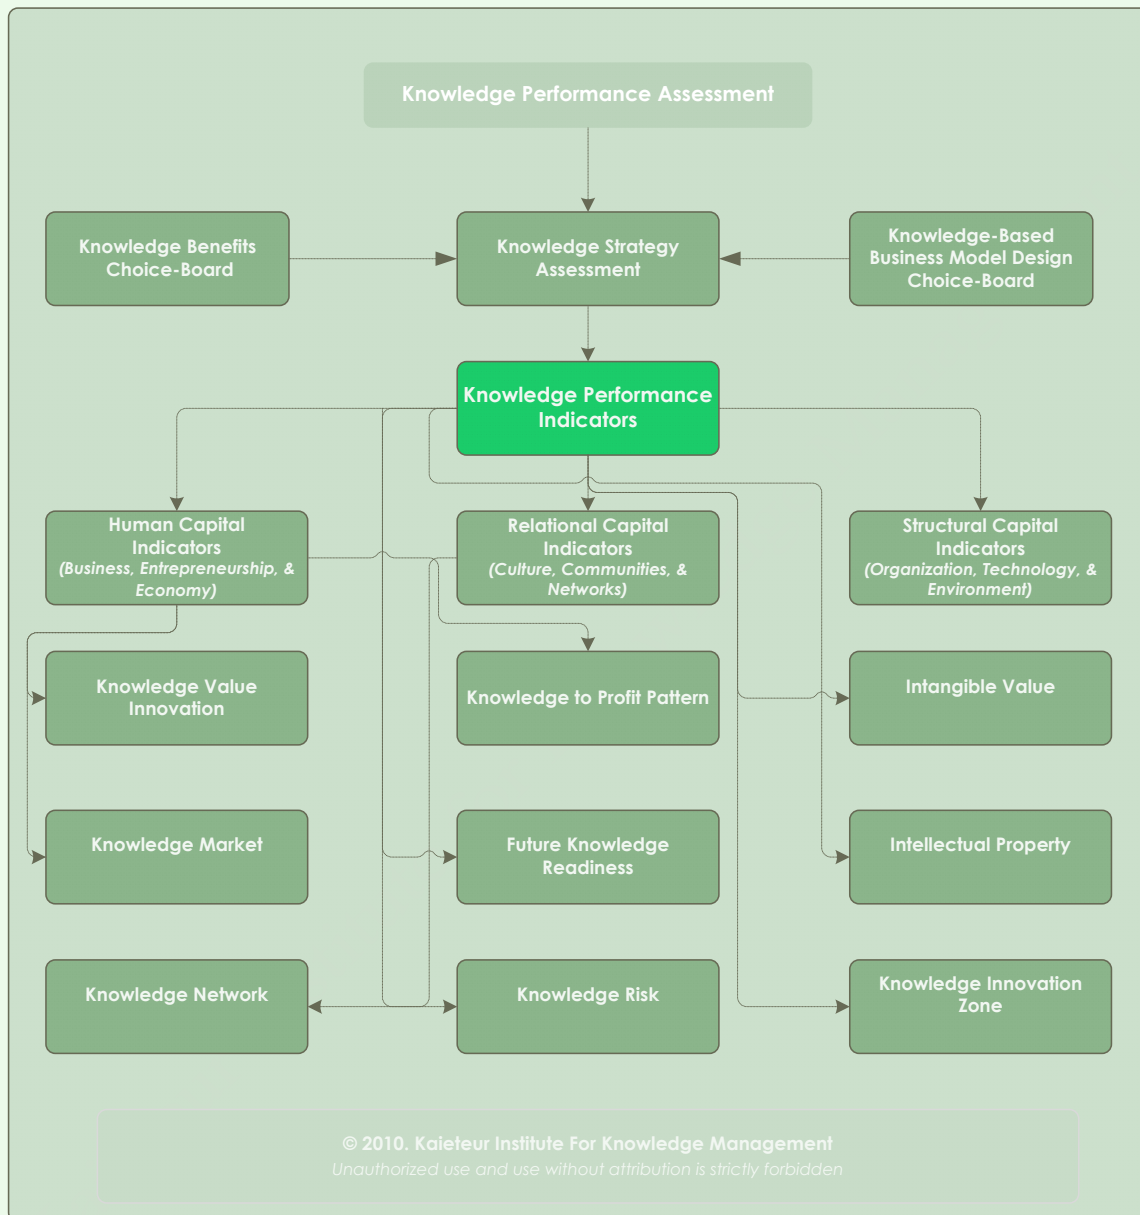 Knowledge Performance Assessment
Knowledge Benefits
Choice-Board
Knowledge Strategy
Assessment
Knowledge-Based
Business Model Design
Choice-Board
Knowledge Performance
Indicators
Human Capital
Indicators
(Business, Entrepreneurship, &
Economy)
Relational Capital
Indicators
(Culture, Communities, &
Networks)
Structural Capital
Indicators
(Organization, Technology, &
Environment)
Knowledge Value
Innovation
Knowledge to Profit Pattern
Intangible Value
Knowledge Market
Future Knowledge
Readiness
Intellectual Property
Knowledge Network
Knowledge Risk
Knowledge Innovation
Zone
© 2010. Kaieteur Institute For Knowledge Management
Unauthorized use and use without attribution is strictly forbidden